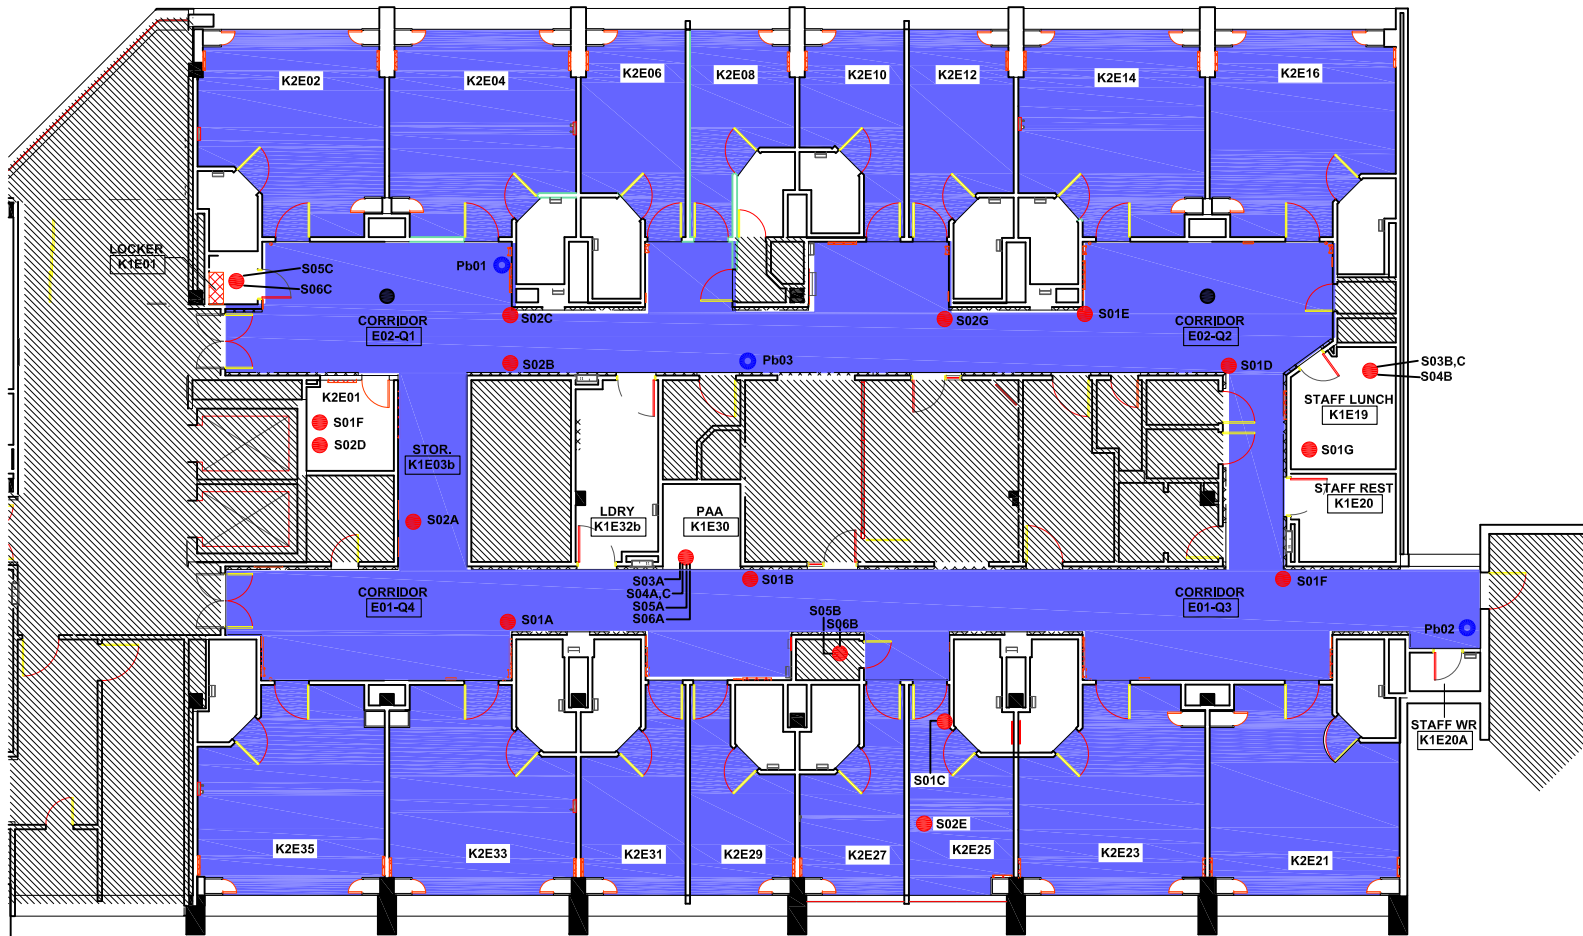 K2E02
K2E04
K2E06
K2E08
K2E10
K2E12
K2E14
K2E16
LOCKER
K1E01
S05C
S06C
Pb01
CORRIDOR
E02-Q1
S02C
S02G
S01E
CORRIDOR
E02-Q2
S02B
Pb03
S01D
S03B,C
S04B
K2E01
S01F
S02D
STAFF LUNCH
K1E19
S01G
STOR.
K1E03b
STAFF REST
K1E20
S02A
LDRY
K1E32b
PAA
K1E30
S03A
S04A,C
S05A
S06A
S01B
S01F
CORRIDOR
E01-Q4
CORRIDOR
E01-Q3
S01A
S05B
S06B
Pb02
STAFF WR
K1E20A
S01C
S02E
K2E35
K2E33
K2E31
K2E29
K2E27
K2E25
K2E23
K2E21